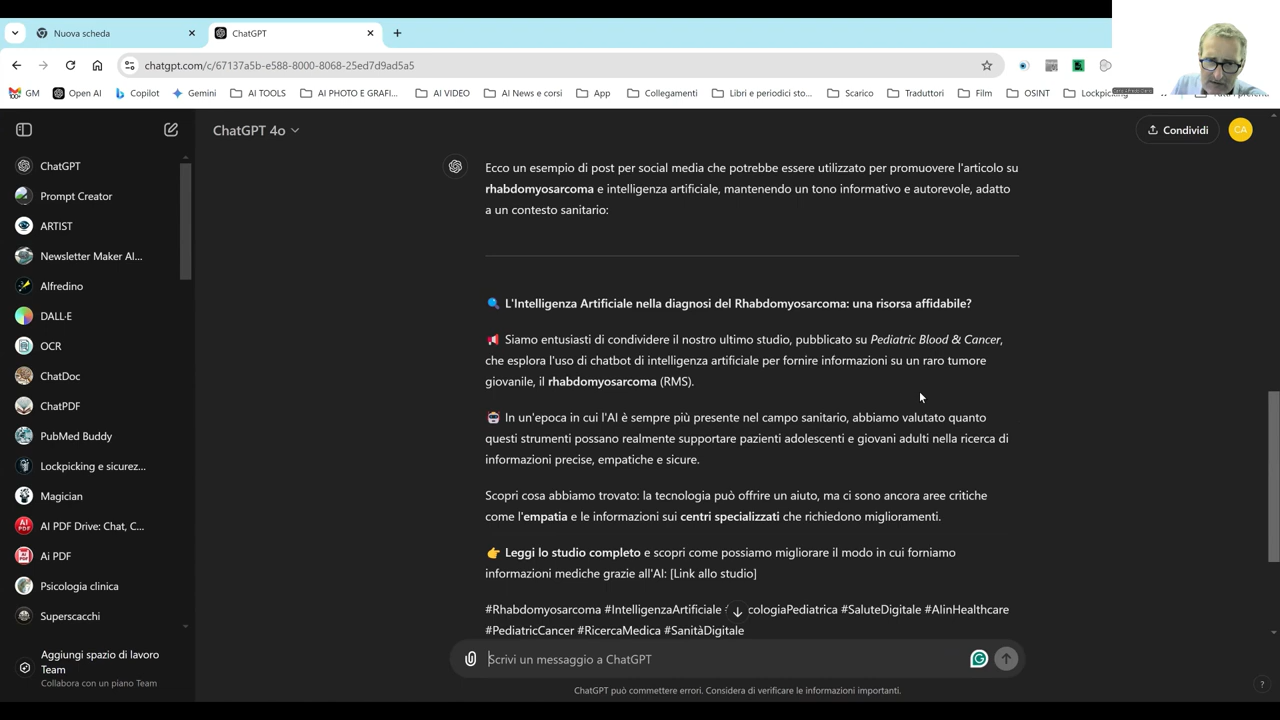 Nuova scheda
ChatGPT
chatgpt.com/c/67137a5b-e588-8000-8068-25ed7d9ad5a5
GM
Open AI
Copilot
Gemini
AI TOOLS
AI PHOTO E GRAFI...
AI VIDEO
AI News e corsi
App
Collegamenti
Libri e periodici sto...
Scarico
Traduttori
Film
OSINT
Lockpicking
ChatGPT 4o
Condividi
CA
ChatGPT
Prompt Creator
ARTIST
Newsletter Maker AI...
Alfredino
DALL·E
OCR
ChatDoc
ChatPDF
PubMed Buddy
Lockpicking e sicurez...
Magician
AI PDF Drive: Chat, C...
Ai PDF
Psicologia clinica
Superscacchi
Aggiungi spazio di lavoro
Team
Collabora con un piano Team
Ecco un esempio di post per social media che potrebbe essere utilizzato per promuovere l'articolo su
rhabdomyosarcoma e intelligenza artificiale, mantenendo un tono informativo e autorevole, adatto
a un contesto sanitario:
🔍 L'Intelligenza Artificiale nella diagnosi del Rhabdomyosarcoma: una risorsa affidabile?
📢 Siamo entusiasti di condividere il nostro ultimo studio, pubblicato su Pediatric Blood & Cancer,
che esplora l'uso di chatbot di intelligenza artificiale per fornire informazioni su un raro tumore
giovanile, il rhabdomyosarcoma (RMS).
🤖 In un'epoca in cui l'AI è sempre più presente nel campo sanitario, abbiamo valutato quanto
questi strumenti possano realmente supportare pazienti adolescenti e giovani adulti nella ricerca di
informazioni precise, empatiche e sicure.
Scopri cosa abbiamo trovato: la tecnologia può offrire un aiuto, ma ci sono ancora aree critiche
come l'empatia e le informazioni sui centri specializzati che richiedono miglioramenti.
👉 Leggi lo studio completo e scopri come possiamo migliorare il modo in cui forniamo
informazioni mediche grazie all'AI: [Link allo studio]
#Rhabdomyosarcoma #IntelligenzaArtificiale cologiaPediatrica #SaluteDigitale #AIinHealthcare
#PediatricCancer #RicercaMedica #SanitàDigitale
Scrivi un messaggio a ChatGPT
ChatGPT può commettere errori. Considera di verificare le informazioni importanti.
?